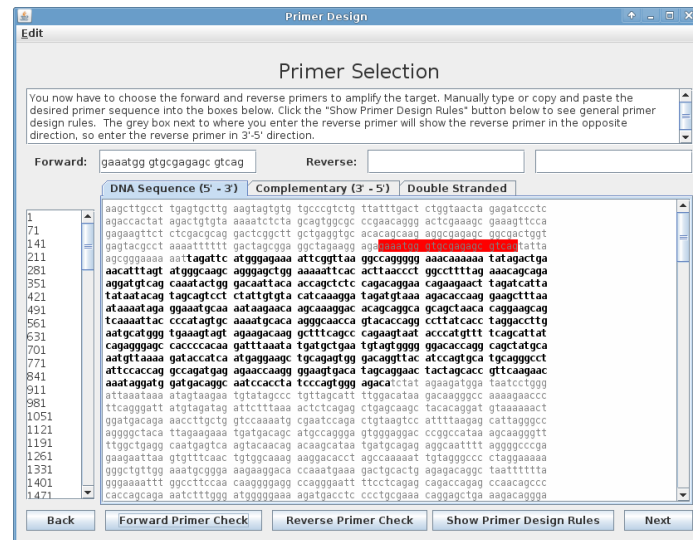 Primer Design
Edit
Primer Selection
You now have to choose the forward and reverse primers to amplify the target. Manually type or copy and paste the
desired primer sequence into the boxes below. Click the "Show Primer Design Rules" button below to see general primer
design rules. The grey box next to where you enter the reverse primer will show the reverse primer in the opposite
direction, so enter the reverse primer in 3'-5' direction.
Forward: gaaatgg gtgcgagagc gtcag Reverse:
DNA Sequence (5' - 3') Complementary (3' - 5') Double Stranded
1
71
141
211
281
351
421
491
561
631
701
771
841
911
981
1051
1121
1191
1261
1331
1401
1471
aagcttgcct tgagtgcttg aagtagtgtg tgcccgtctg ttatttgact ctggtaacta gagatccctc
agaccactat agactgtgta aaaatctcta gcagtggcgc ccgaacaggg actcgaaagc gaaagttcca
gagaagttct ctcgacgcag gactcggctt gctgaggtgc acacagcaag aggcgagagc ggcgactggt
gagtacgcct aaaatttttt gactagcgga ggctagaagg agagaaatgg gtgcgagagc gtcagtatta
agcgggaaaa aattagattc atgggagaaa attcggttaa ggccaggggg aaacaaaaaa tatagactga
aacatttagt atgggcaagc agggagctgg aaaaattcac acttaaccct ggccttttag aaacagcaga
aggatgtcag caaatactgg gacaattaca accagctctc cagacaggaa cagaagaact tagatcatta
tataatacag tagcagtcct ctattgtgta catcaaagga tagatgtaaa agacaccaag gaagctttaa
ataaaataga ggaaatgcaa aataagaaca agcaaaggac acagcaggca gcagctaaca caggaagcag
tcaaaattac cccatagtgc aaaatgcaca agggcaacca gtacaccagg ccttatcacc taggaccttg
aatgcatggg tgaaagtagt agaagacaag gctttcagcc cagaagtaat acccatgttt tcagcattat
cagagggagc caccccacaa gatttaaata tgatgctgaa tgtagtgggg ggacaccagg cagctatgca
aatgttaaaa gataccatca atgaggaagc tgcagagtgg gacaggttac atccagtgca tgcagggcct
attccaccag gccagatgag agaaccaagg ggaagtgaca tagcaggaac tactagcacc gttcaagaac
aaataggatg gatgacaggc aatccaccta tcccagtggg agacatctat agaagatgga taatcctggg
attaaataaa atagtaagaa tgtatagccc tgttagcatt ttggacataa gacaagggcc aaaagaaccc
ttcagggatt atgtagatag attctttaaa actctcagag ctgagcaagc tacacaggat gtaaaaaact
ggatgacaga aaccttgctg gtccaaaatg cgaatccaga ctgtaagtcc attttaagag cattagggcc
aggggctaca ttagaagaaa tgatgacagc atgccaggga gtgggaggac ccggccataa agcaagggtt
ttggctgagg caatgagtca agtacaacag acaagcataa tgatgcagag aggcaatttt aggggcccga
gaagaattaa gtgtttcaac tgtggcaaag aaggacacct agccaaaaat tgtagggccc ctaggaaaaa
gggctgttgg aaatgcggga aagaaggaca ccaaatgaaa gactgcactg agagacaggc taatttttta
gggaaaattt ggccttccaa caaggggagg ccagggaatt ttcctcagag cagaccagag ccaacagccc
caccagcaga aatctttggg atgggggaaa agatgacctc ccctgcgaaa caggagctga aagacaggga
Back Forward Primer Check Reverse Primer Check Show Primer Design Rules Next